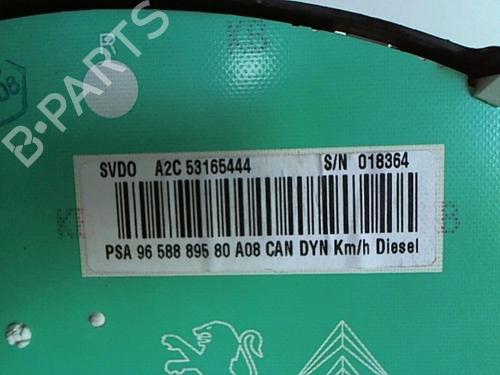 B-PARTS
SVDO A2C 53165444 S/N 018364
PSA 96 588 895 80 A08 CAN DYN Km/h Diesel